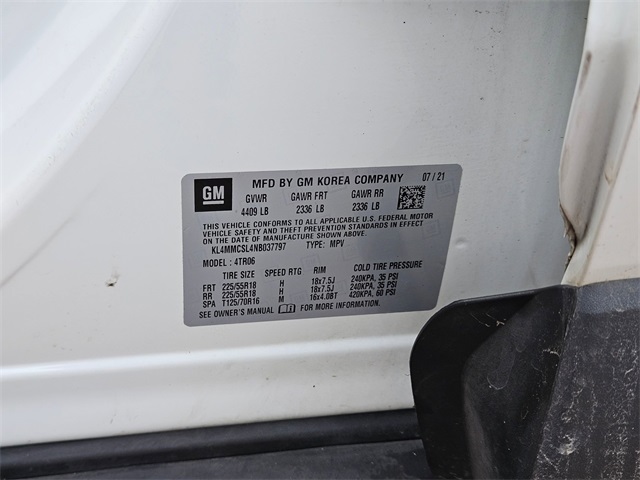 GM
MFD BY GM KOREA COMPANY 07 / 21
GVWR GAWR FRT GAWR RR
4409 LB 2336 LB 2336 LB
THIS VEHICLE CONFORMS TO ALL APPLICABLE U.S. FEDERAL MOTOR
VEHICLE SAFETY AND THEFT PREVENTION STANDARDS IN EFFECT
ON THE DATE OF MANUFACTURE SHOWN ABOVE.
KL4MMCSL4NB037797 TYPE: MPV
MODEL : 4TR06
TIRE SIZE SPEED RTG RIM COLD TIRE PRESSURE
FRT 225/55R18 H 18x7.5J 240KPA, 35 PSI
RR 225/55R18 H 18x7.5J 240KPA, 35 PSI
SPA T125/70R16 M 16x4.0BT 420KPA, 60 PSI
SEE OWNER'S MANUAL FOR MORE INFORMATION.